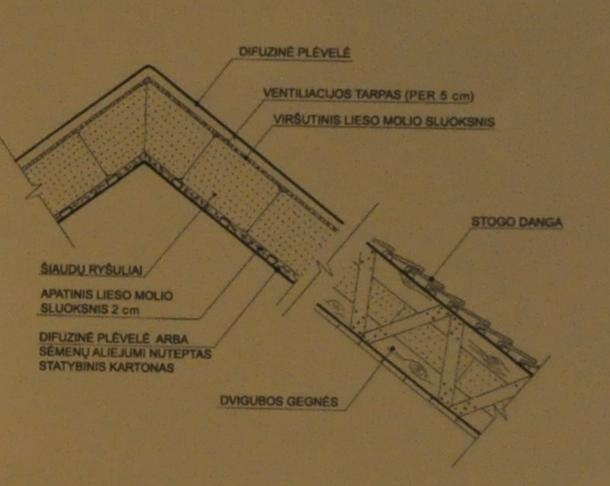 DIFUZINĖ PLĖVELĖ
VENTILIACIJOS TARPAS (PER 5 cm)
VIRŠUTINIS LIESO MOLIO SLUOKSNIS
STOGO DANGA
ŠIAUDŲ RYŠULIAI
APATINIS LIESO MOLIO
SLUOKSNIS 2 cm
DIFUZINĖ PLĖVELĖ ARBA
SĖMENŲ ALIEJUMI NUTEPTAS
STATYBINIS KARTONAS
DVIGUBOS GEGNĖS